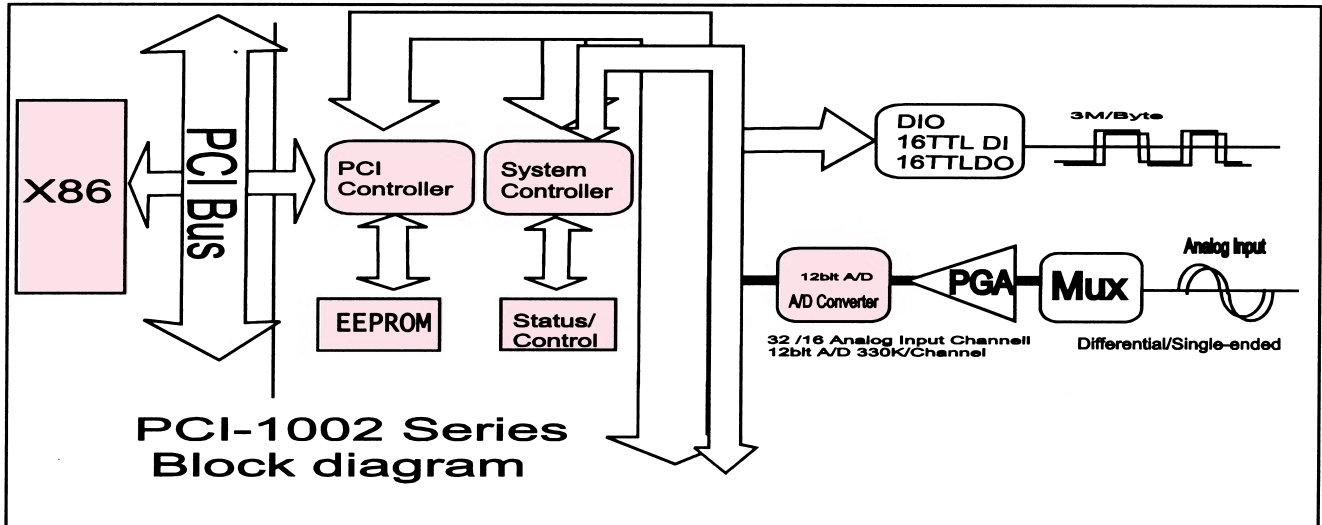 X86
PCI Bus
PCI
Controller
System
Controller
EEPROM
Status/
Control
DIO
16TTL DI
16TTLDO
3M/Byte
12bit A/D
A/D Converter
PGA
Mux
Analog Input
32 /16 Analog Input Channell
12bit A/D 330K/Channel
Differential/Single-ended
PCI-1002 Series
Block diagram